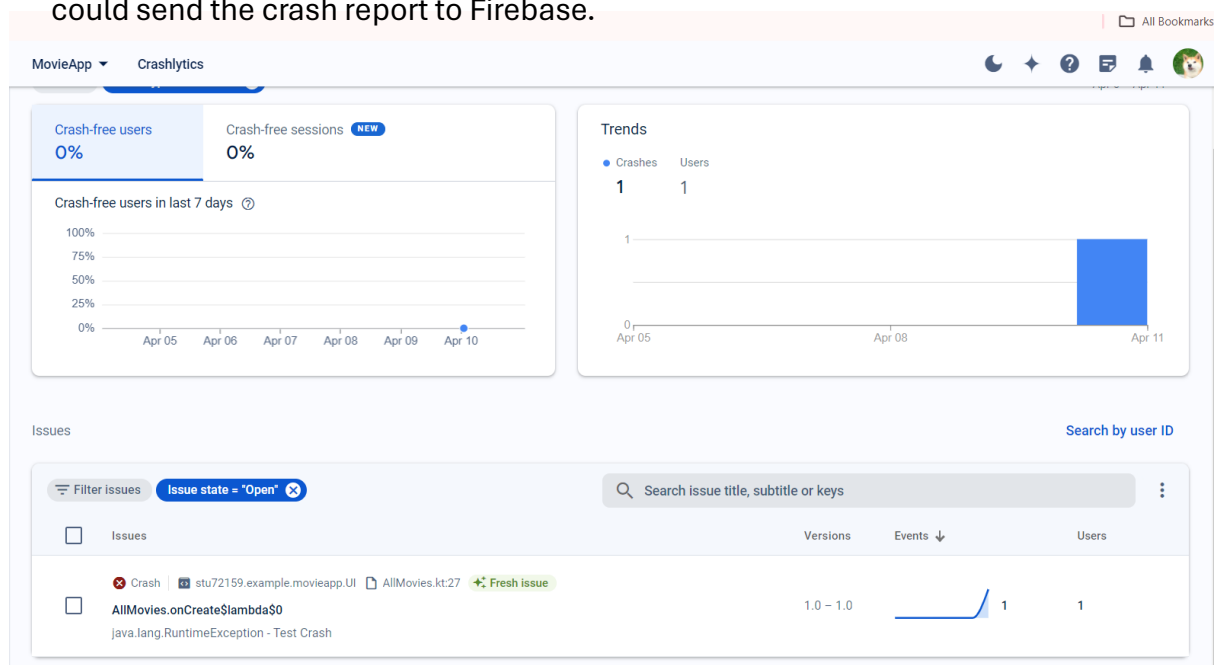 could send the crash report to Firebase.
All Bookmarks
MovieApp Crashlytics
Crash-free users
0%
Crash-free sessions NEW
0%
Crash-free users in last 7 days
100%
75%
50%
25%
0%
Apr 05 Apr 06 Apr 07 Apr 08 Apr 09 Apr 10
Trends
Crashes Users
1 1
1
0
Apr 05 Apr 08 Apr 11
Issues
Search by user ID
Filter issues Issue state = "Open"
Search issue title, subtitle or keys
Issues Versions Events Users
Crash stu72159.example.movieapp.UI AllMovies.kt:27 Fresh issue
AllMovies.onCreate$lambda$0 1.0 – 1.0 1 1
java.lang.RuntimeException - Test Crash